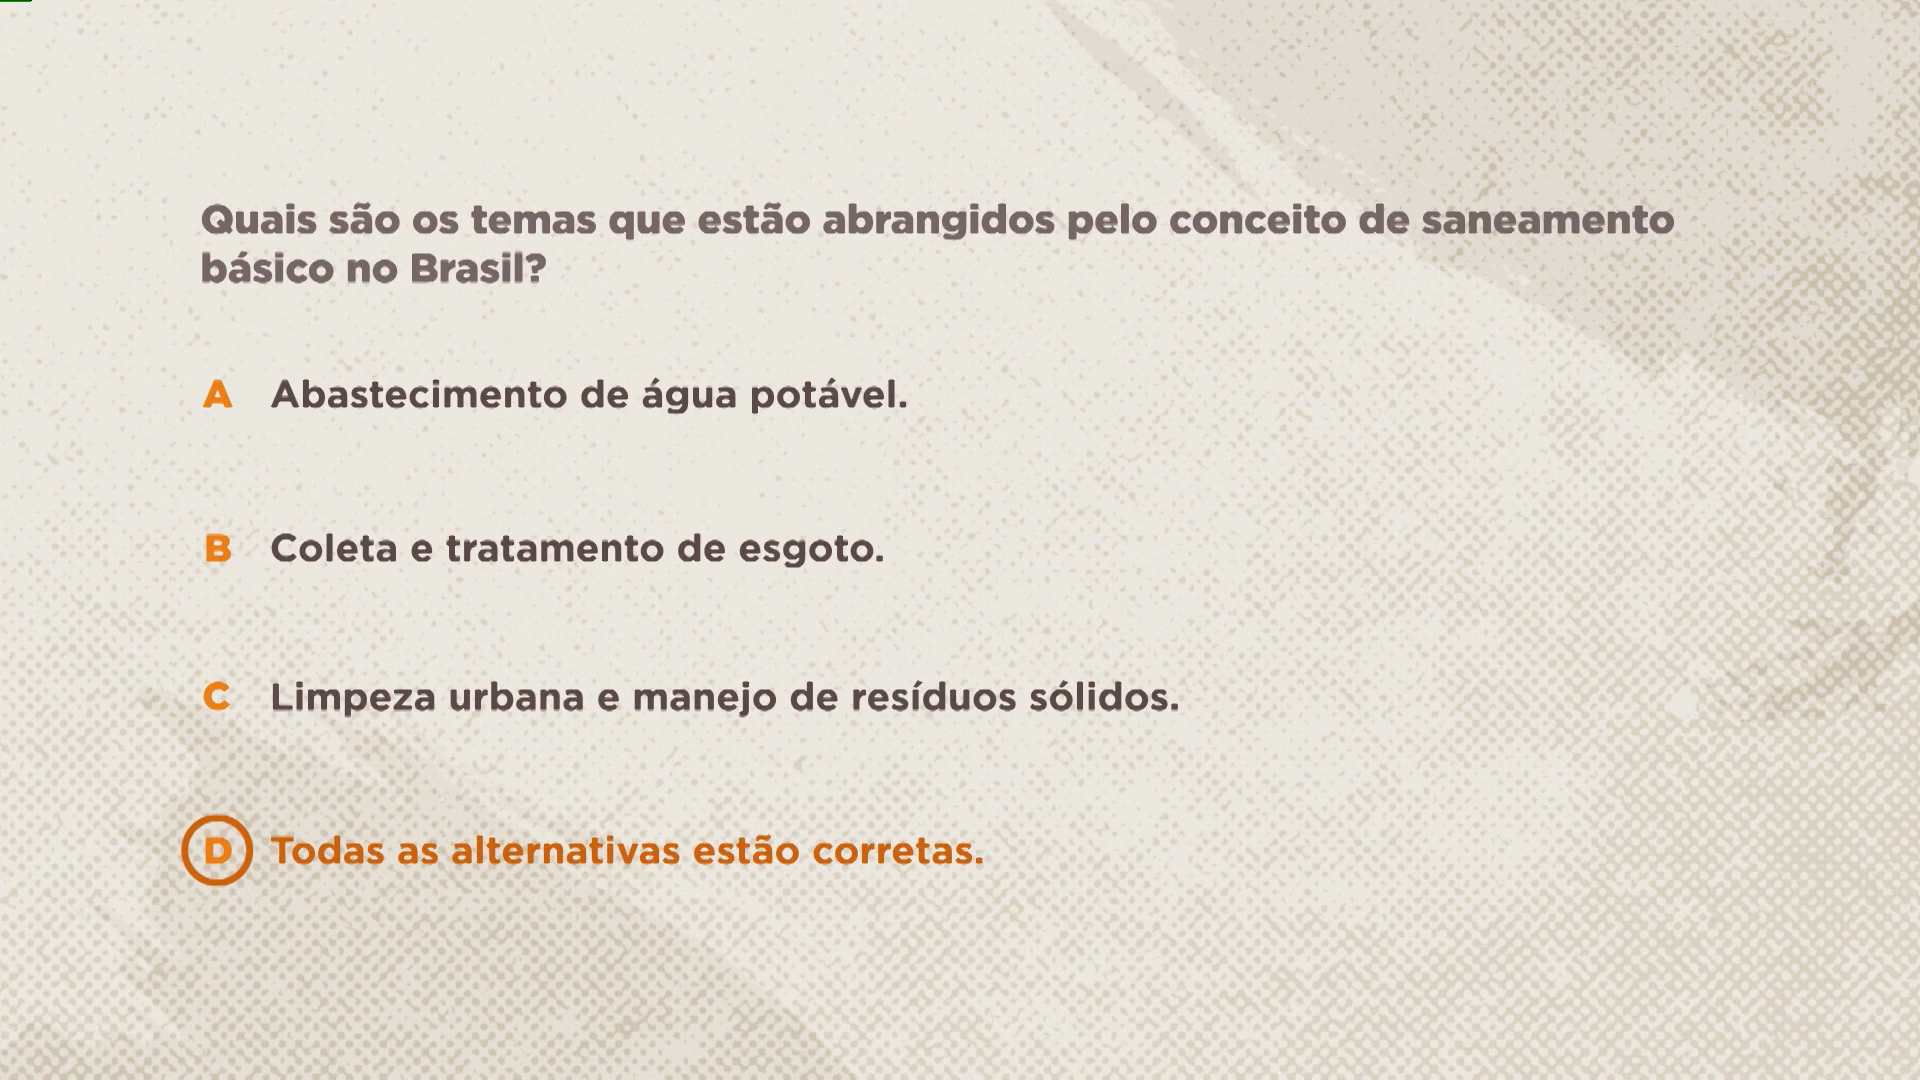 Quais são os temas que estão abrangidos pelo conceito de saneamento
básico no Brasil?
A Abastecimento de água potável.
B Coleta e tratamento de esgoto.
C Limpeza urbana e manejo de resíduos sólidos.
D Todas as alternativas estão corretas.